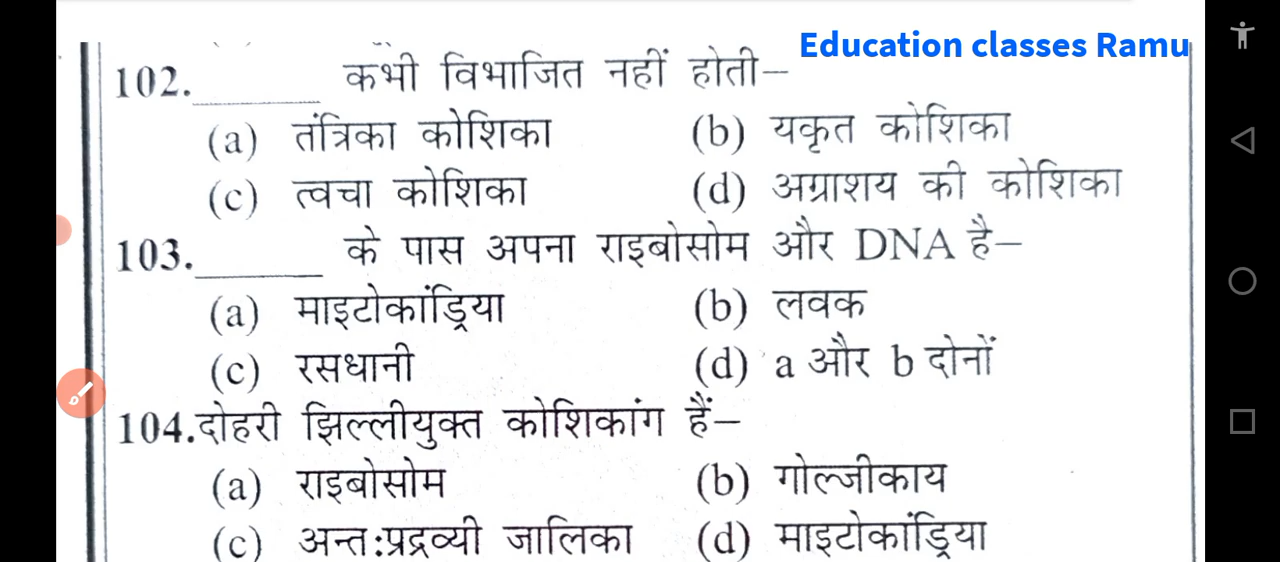 Education classes Ramu
102.______ कभी विभाजित नहीं होती–
(a) तंत्रिका कोशिका (b) यकृत कोशिका
(c) त्वचा कोशिका (d) अग्राशय की कोशिका
103.______ के पास अपना राइबोसोम और DNA है–
(a) माइटोकांड्रिया (b) लवक
(c) रसधानी (d) a और b दोनों
104.दोहरी झिल्लीयुक्त कोशिकांग हैं–
(a) राइबोसोम (b) गोल्जीकाय
(c) अन्त:प्रद्रव्यी जालिका (d) माइटोकांड्रिया